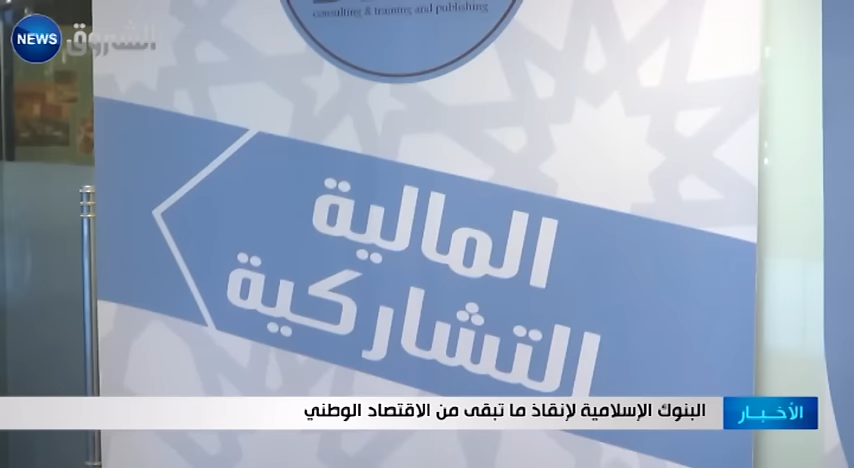 consulting & training and publishing
NEWS
الشروق
المالية
التشاركية
الأخبار
البنوك الإسلامية لإنقاذ ما تبقى من الاقتصاد الوطني